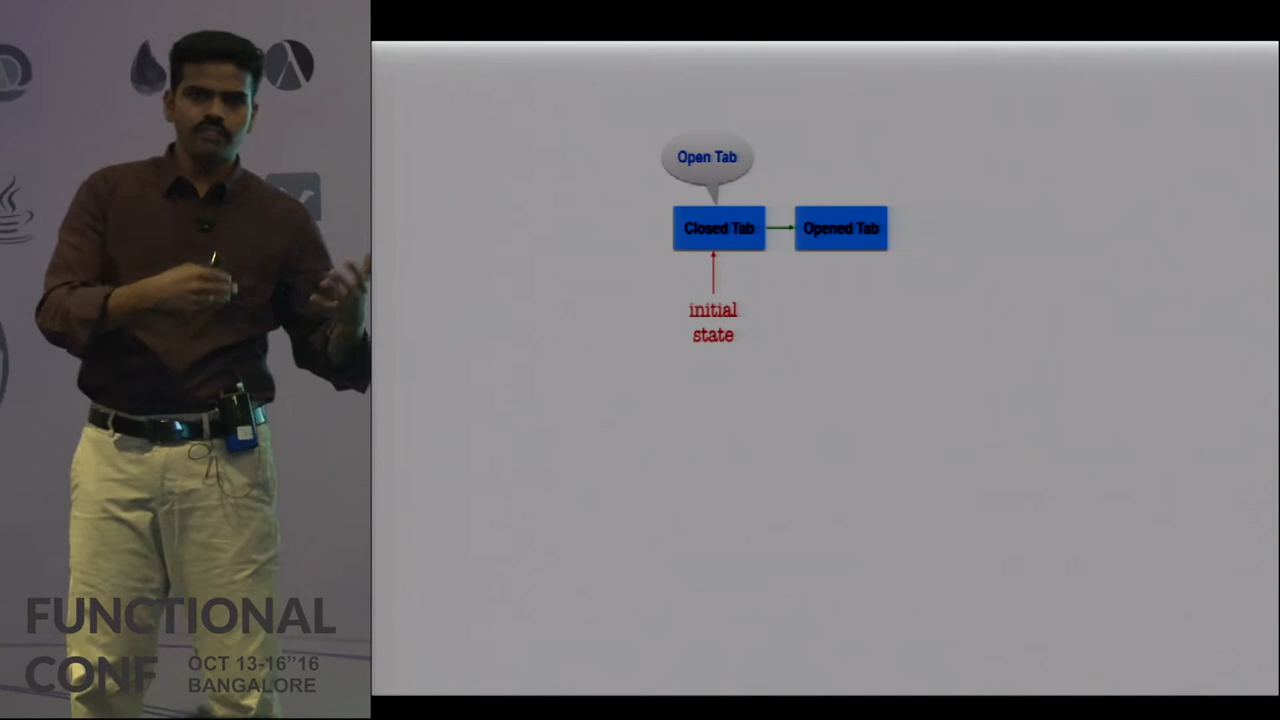 Open Tab
Closed Tab
Opened Tab
initial
state
FUNCTIONAL
CONF
OCT 13-16”16
BANGALORE